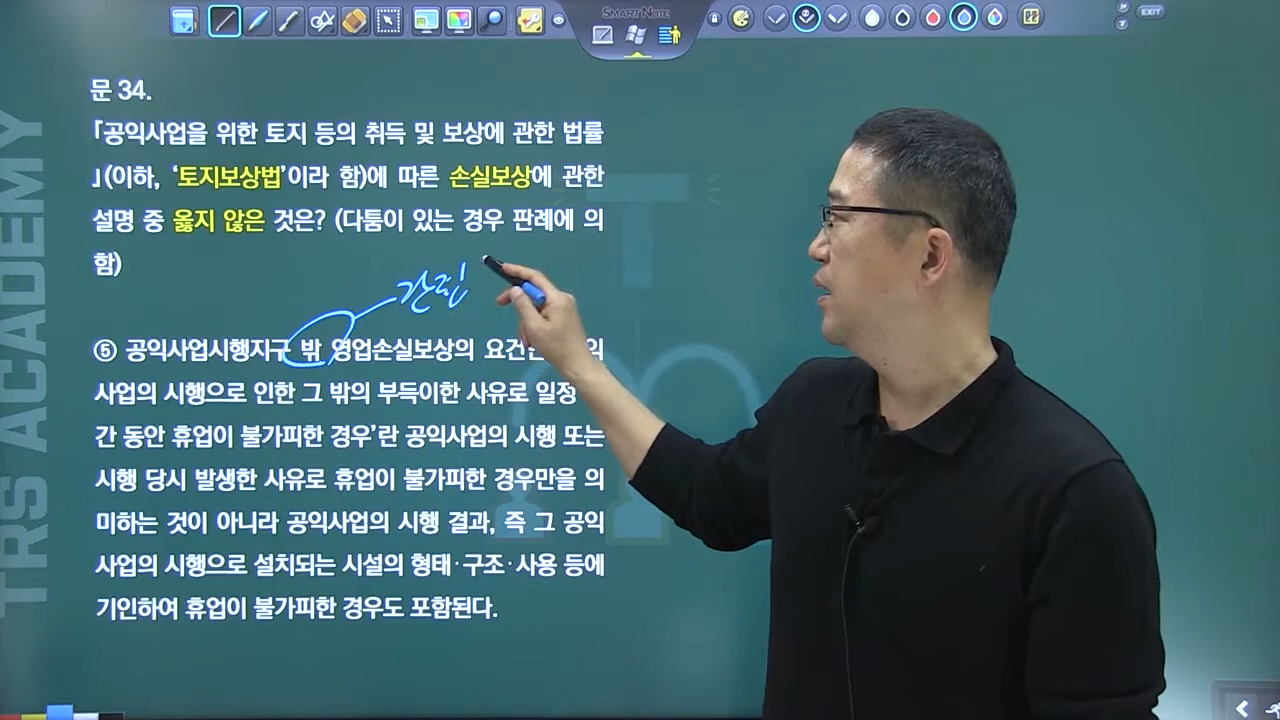 SMARTNOTE
EXIT
문 34.
「공익사업을 위한 토지 등의 취득 및 보상에 관한 법률
」(이하, ‘토지보상법’이라 함)에 따른 손실보상에 관한
설명 중 옳지 않은 것은? (다툼이 있는 경우 판례에 의
함)
간접
⑤ 공익사업시행지구 밖 영업손실보상의 요건인 의
사업의 시행으로 인한 그 밖의 부득이한 사유로 일정
간 동안 휴업이 불가피한 경우’란 공익사업의 시행 또는
시행 당시 발생한 사유로 휴업이 불가피한 경우만을 의
미하는 것이 아니라 공익사업의 시행 결과, 즉 그 공익
사업의 시행으로 설치되는 시설의 형태·구조·사용 등에
기인하여 휴업이 불가피한 경우도 포함된다.
TRS ACADEMY